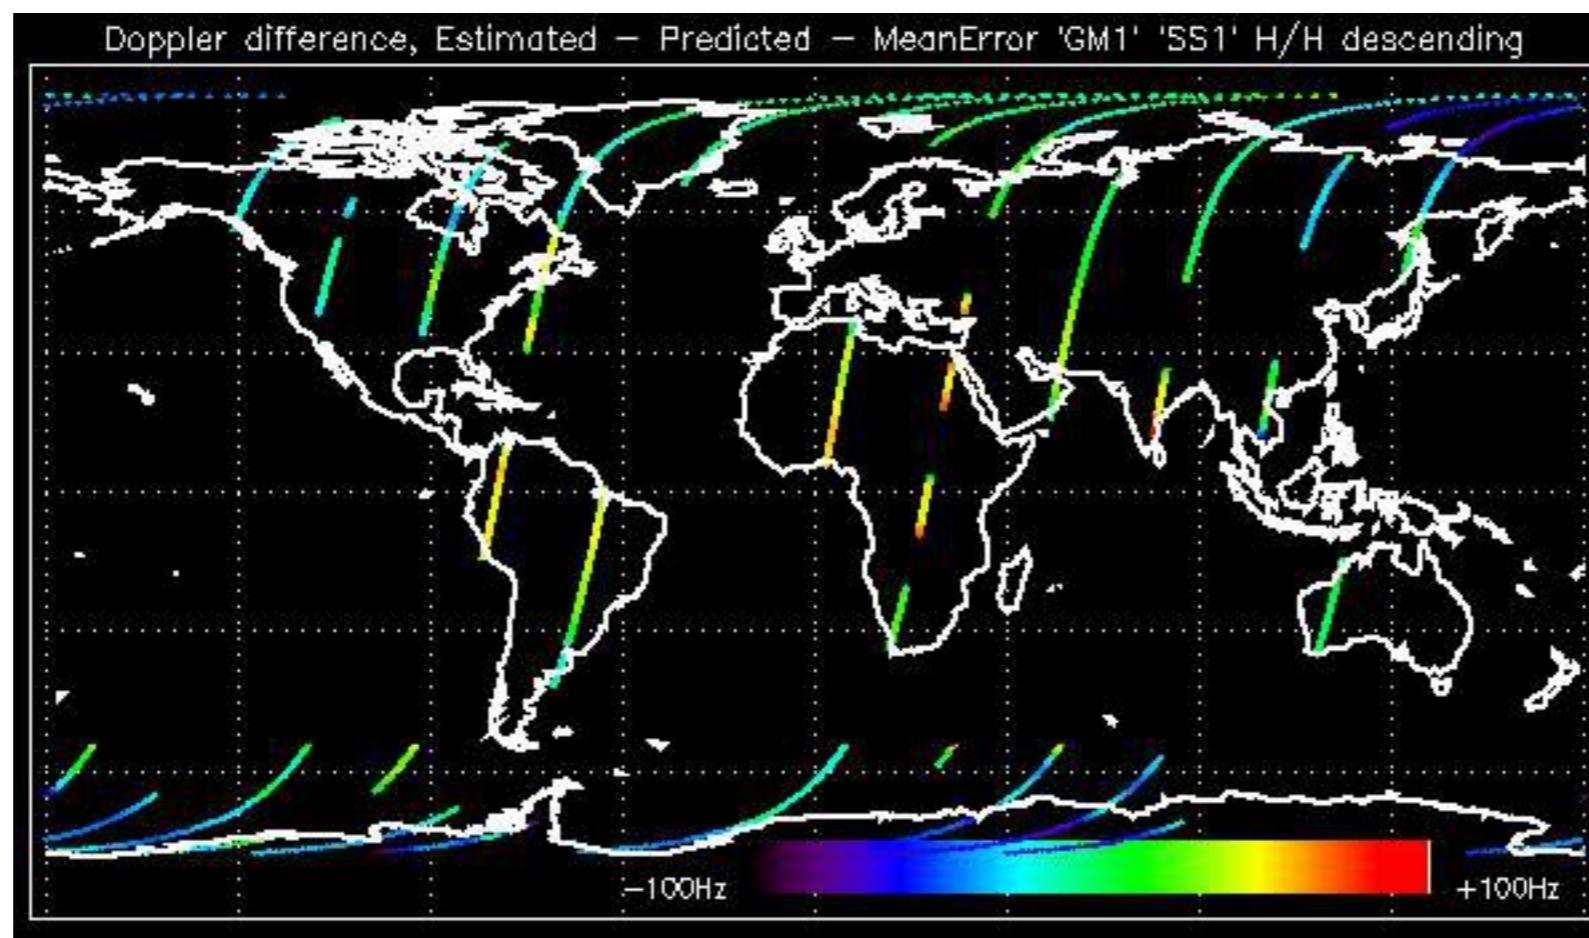 Doppler difference, Estimated — Predicted — MeanError 'GM1' 'SS1' H/H descending
−100Hz
+100Hz